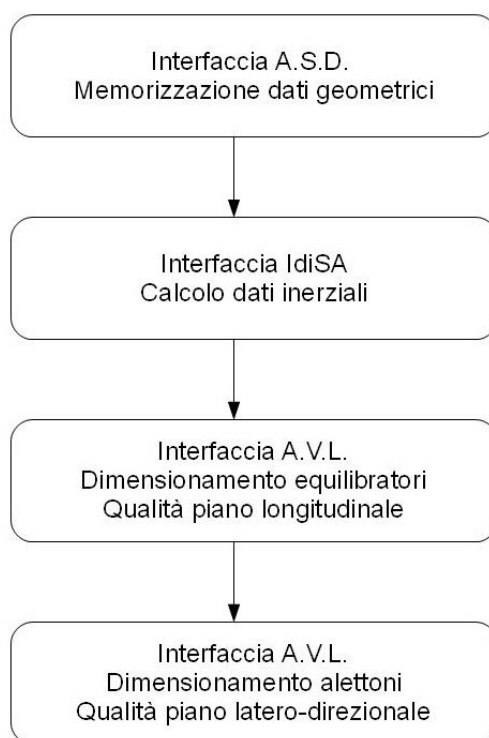 Interfaccia A.S.D.
Memorizzazione dati geometrici
Interfaccia IdiSA
Calcolo dati inerziali
Interfaccia A.V.L.
Dimensionamento equilibratori
Qualità piano longitudinale
Interfaccia A.V.L.
Dimensionamento alettoni
Qualità piano latero-direzionale